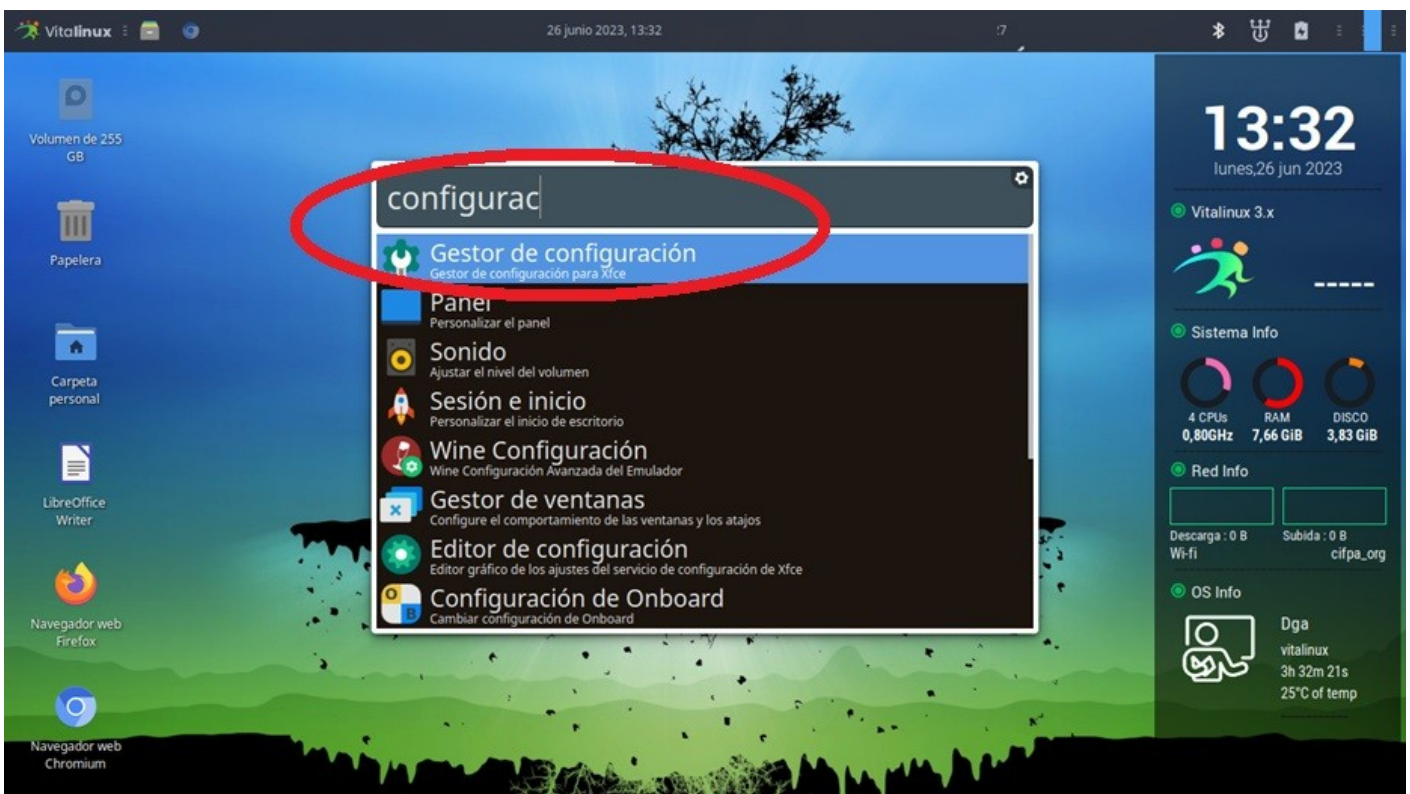 Vitalinux
26 junio 2023, 13:32
Volumen de 255
GB
Papelera
Carpeta
personal
LibreOffice
Writer
Navegador web
Firefox
Navegador web
Chromium
configurac
Gestor de configuración
Gestor de configuración para Xfce
Panel
Personalizar el panel
Sonido
Ajustar el nivel del volumen
Sesión e inicio
Personalizar el inicio de escritorio
Wine Configuración
Wine Configuración Avanzada del Emulador
Gestor de ventanas
Configure el comportamiento de las ventanas y los atajos
Editor de configuración
Editor gráfico de los ajustes del servicio de configuración de Xfce
Configuración de Onboard
Cambiar configuración de Onboard
13:32
lunes,26 jun 2023
Vitalinux 3.x
-----
Sistema Info
4 CPUs RAM DISCO
0,80GHz 7,66 GiB 3,83 GiB
Red Info
Descarga : 0 B Subida : 0 B
Wi-fi cifpa_org
OS Info
Dga
vitalinux
3h 32m 21s
25°C of temp